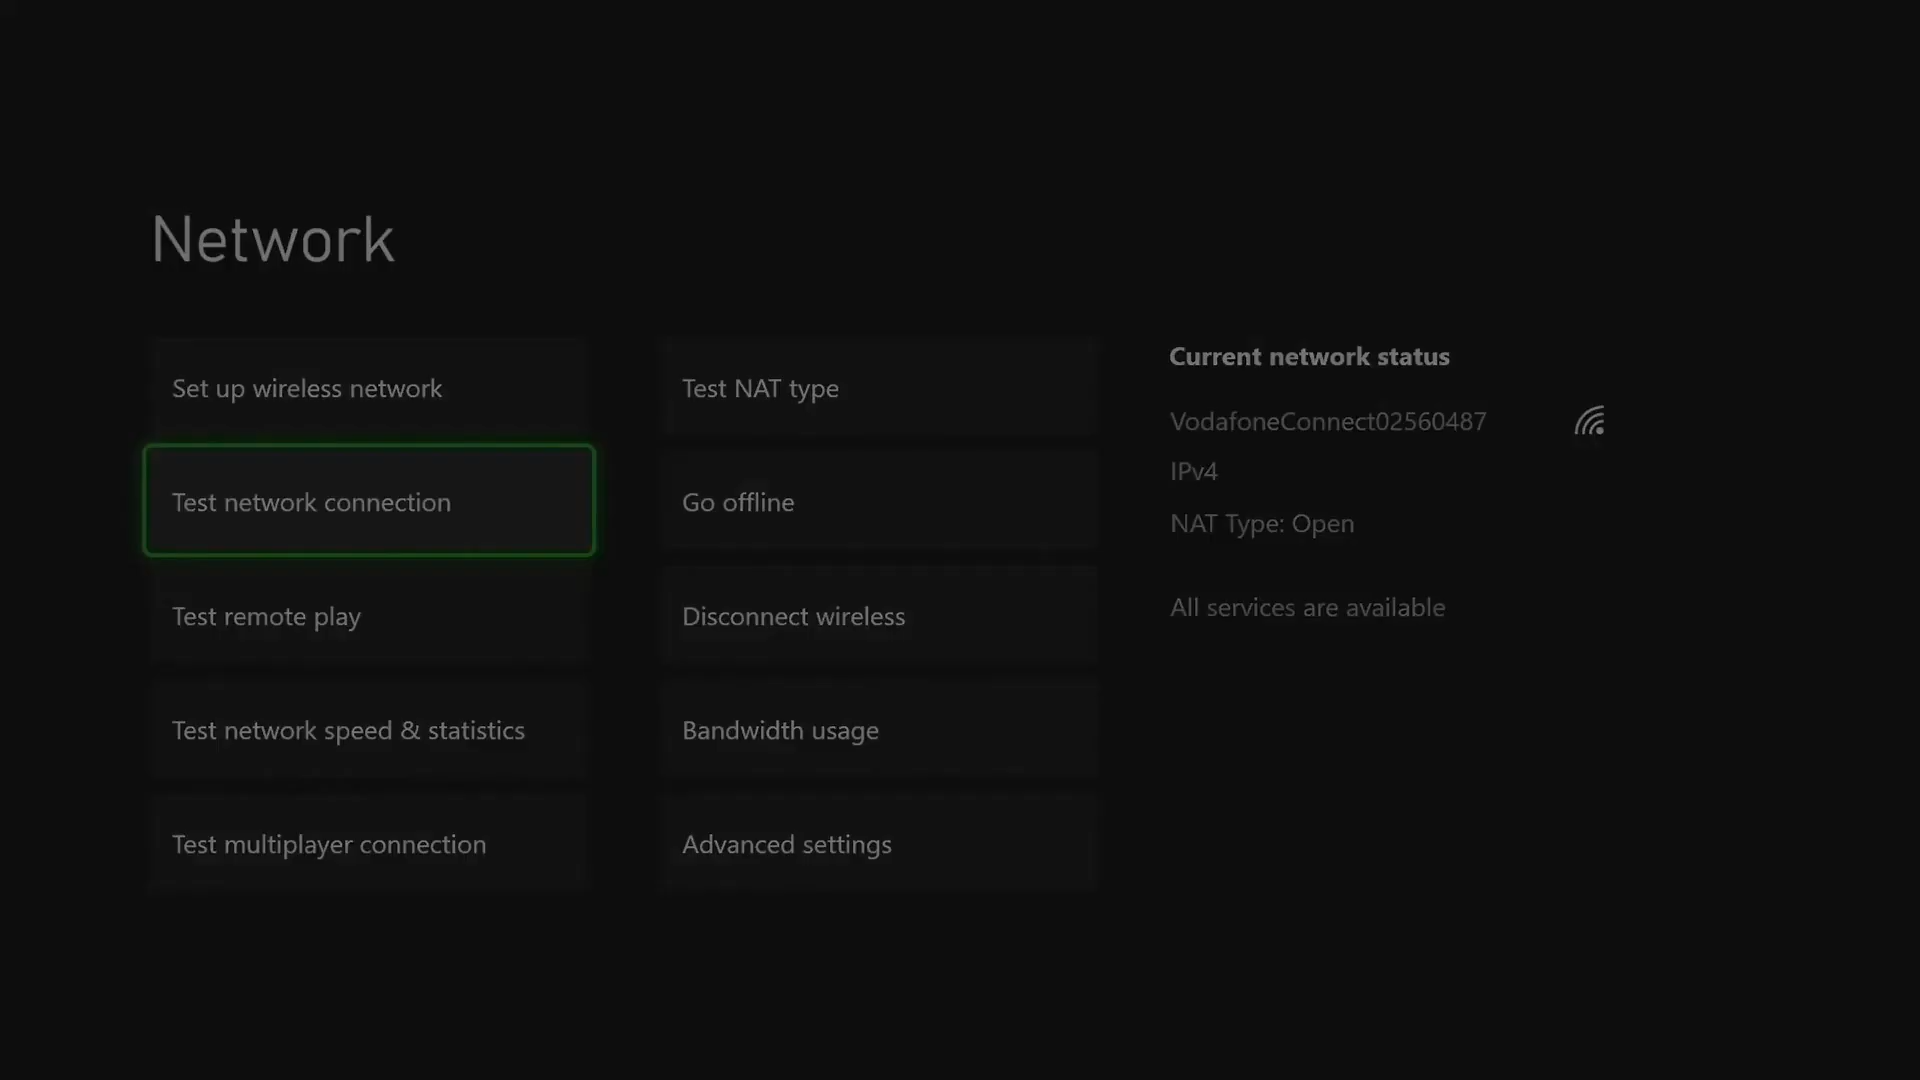 Network
Set up wireless network
Test network connection
Test remote play
Test network speed & statistics
Test multiplayer connection
Test NAT type
Go offline
Disconnect wireless
Bandwidth usage
Advanced settings
Current network status
VodafoneConnect02560487
IPv4
NAT Type: Open
All services are available